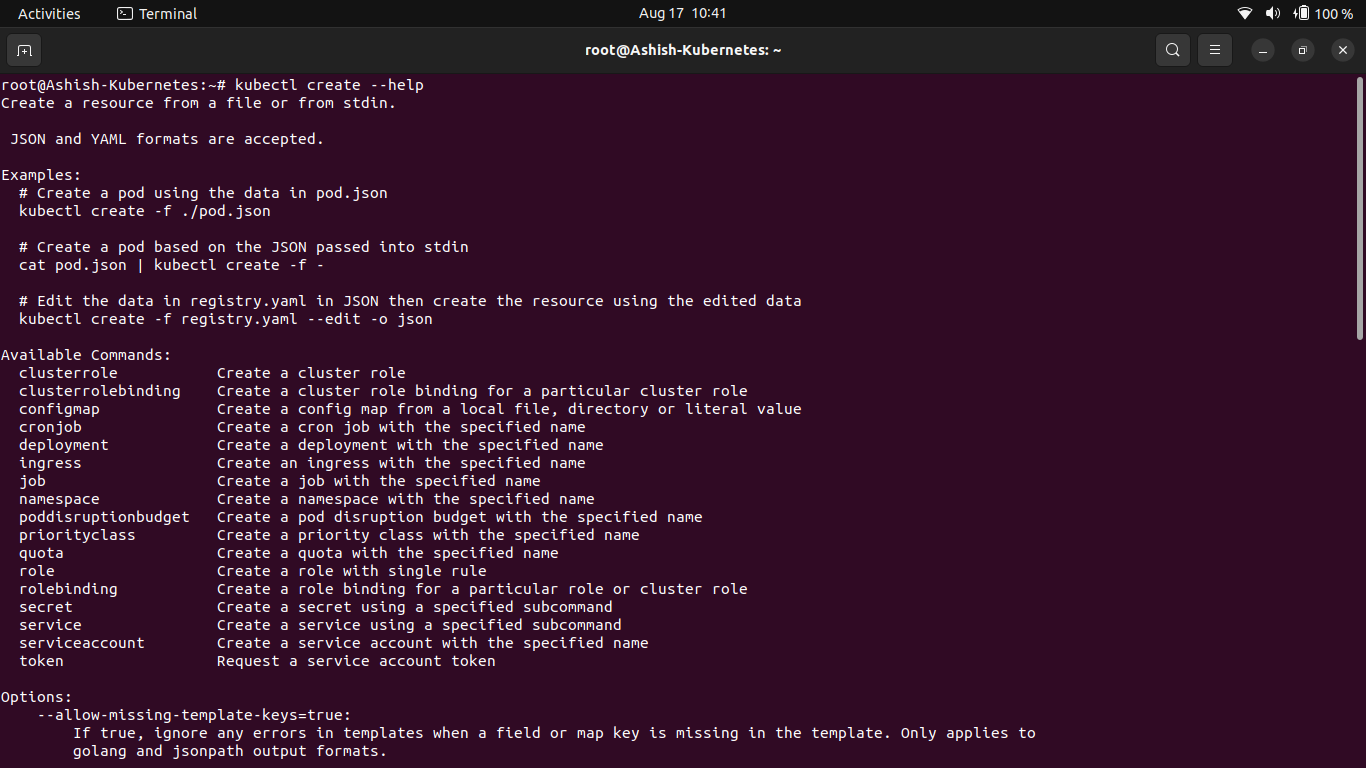 Activities Terminal Aug 17 10:41 100 %
root@Ashish-Kubernetes: ~
root@Ashish-Kubernetes:~# kubectl create --help
Create a resource from a file or from stdin.

 JSON and YAML formats are accepted.

Examples:
  # Create a pod using the data in pod.json
  kubectl create -f ./pod.json

  # Create a pod based on the JSON passed into stdin
  cat pod.json | kubectl create -f -

  # Edit the data in registry.yaml in JSON then create the resource using the edited data
  kubectl create -f registry.yaml --edit -o json

Available Commands:
  clusterrole           Create a cluster role
  clusterrolebinding    Create a cluster role binding for a particular cluster role
  configmap             Create a config map from a local file, directory or literal value
  cronjob               Create a cron job with the specified name
  deployment            Create a deployment with the specified name
  ingress               Create an ingress with the specified name
  job                   Create a job with the specified name
  namespace             Create a namespace with the specified name
  poddisruptionbudget   Create a pod disruption budget with the specified name
  priorityclass         Create a priority class with the specified name
  quota                 Create a quota with the specified name
  role                  Create a role with single rule
  rolebinding           Create a role binding for a particular role or cluster role
  secret                Create a secret using a specified subcommand
  service               Create a service using a specified subcommand
  serviceaccount        Create a service account with the specified name
  token                 Request a service account token

Options:
    --allow-missing-template-keys=true:
        If true, ignore any errors in templates when a field or map key is missing in the template. Only applies to
        golang and jsonpath output formats.